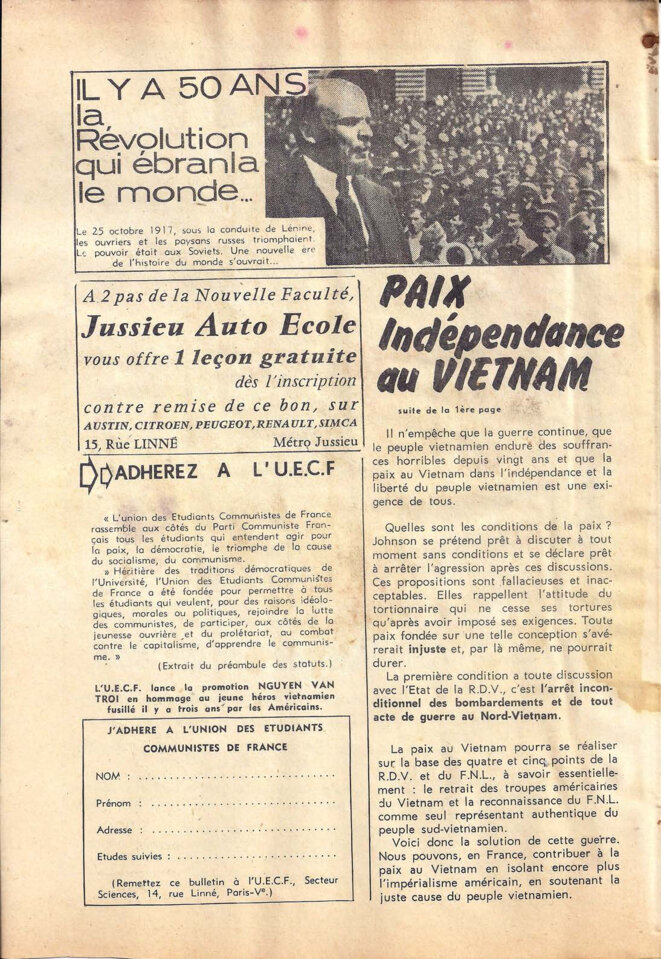 IL Y A 50 ANS
la
Révolution
qui ébranla
le monde...
Le 25 octobre 1917, sous la conduite de Lénine,
les ouvriers et les paysans russes triomphaient.
Le pouvoir était aux Soviets. Une nouvelle ere
de l'histoire du monde s'ouvrait...
A 2 pas de la Nouvelle Faculté,
Jussieu Auto Ecole
vous offre 1 leçon gratuite
dès l'inscription
contre remise de ce bon, sur
AUSTIN, CITROEN, PEUGEOT, RENAULT, SIMCA
15, Rue LINNÉ Métro Jussieu
ADHEREZ A L'U.E.C.F
« L'union des Etudiants Communistes de France
rassemble aux côtés du Parti Communiste Fran-
çais tous les étudiants qui entendent agir pour
la paix, la démocratie, le triomphe de la cause
du socialisme, du communisme.
» Héritière des traditions démocratiques de
l'Université, l'Union des Etudiants Communistes
de France a été fondée pour permettre à tous
les étudiants qui veulent, pour des raisons idéolo-
giques, morales ou politiques, rejoindre la lutte
des communistes, de participer, aux côtés de la
jeunesse ouvrière et du prolétariat, au combat
contre le capitalisme, d'apprendre le communis-
me. »
(Extrait du préambule des statuts.)
L'U.E.C.F. lance la promotion NGUYEN VAN
TROI en hommage au jeune héros vietnamien
fusillé il y a trois ans par les Américains.
J'ADHERE A L'UNION DES ETUDIANTS
COMMUNISTES DE FRANCE
NOM :
Prénom :
Adresse :
Etudes suivies :
(Remettez ce bulletin à l'U.E.C.F., Secteur
Sciences, 14, rue Linné, Paris-Ve.)
PAIX
Indépendance
au VIETNAM
suite de la 1ère page
Il n'empêche que la guerre continue, que
le peuple vietnamien enduré des souffran-
ces horribles depuis vingt ans et que la
paix au Vietnam dans l'indépendance et la
liberté du peuple vietnamien est une exi-
gence de tous.
Quelles sont les conditions de la paix ?
Johnson se prétend prêt à discuter à tout
moment sans conditions et se déclare prêt
à arrêter l'agression après ces discussions.
Ces propositions sont fallacieuses et inac-
ceptables. Elles rappellent l'attitude du
tortionnaire qui ne cesse ses tortures
qu'après avoir imposé ses exigences. Toute
paix fondée sur une telle conception s'avé-
rerait injuste et, par là même, ne pourrait
durer.
La première condition a toute discussion
avec l'Etat de la R.D.V., c'est l'arrêt incon-
ditionnel des bombardements et de tout
acte de guerre au Nord-Vietnam.
La paix au Vietnam pourra se réaliser
sur la base des quatre et cinq points de la
R.D.V. et du F.N.L., à savoir essentielle-
ment : le retrait des troupes américaines
du Vietnam et la reconnaissance du F.N.L.
comme seul représentant authentique du
peuple sud-vietnamien.
Voici donc la solution de cette guerre.
Nous pouvons, en France, contribuer à la
paix au Vietnam en isolant encore plus
l'impérialisme américain, en soutenant la
juste cause du peuple vietnamien.